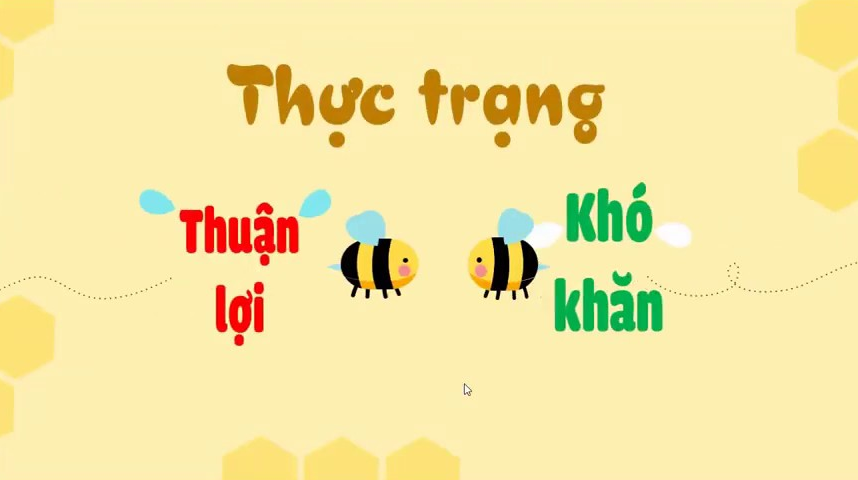 Thực trạng
Thuận
lợi
Khó
khăn